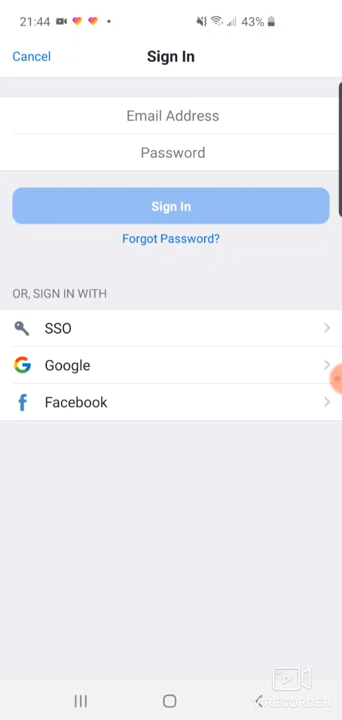 21:44 43%
Cancel Sign In
Email Address
Password
Sign In
Forgot Password?
OR, SIGN IN WITH
SSO
Google
Facebook
RECORDER